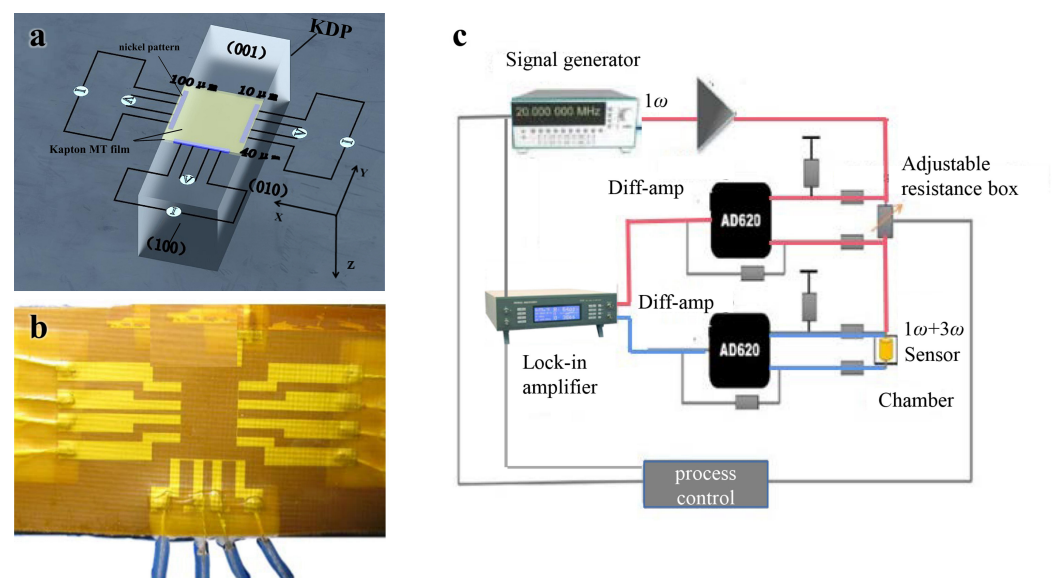 a
KDP
(001)
nickel pattern
100 μm
10 μm
I
V
V
I
Kapton MT film
40 μm
V
(010)
Y
X
I
(100)
Z
b
c
Signal generator
1ω
20.000 000 MHz
Adjustable
resistance box
Diff-amp
AD620
Diff-amp
1ω+3ω
Sensor
AD620
Lock-in
amplifier
Chamber
process
control